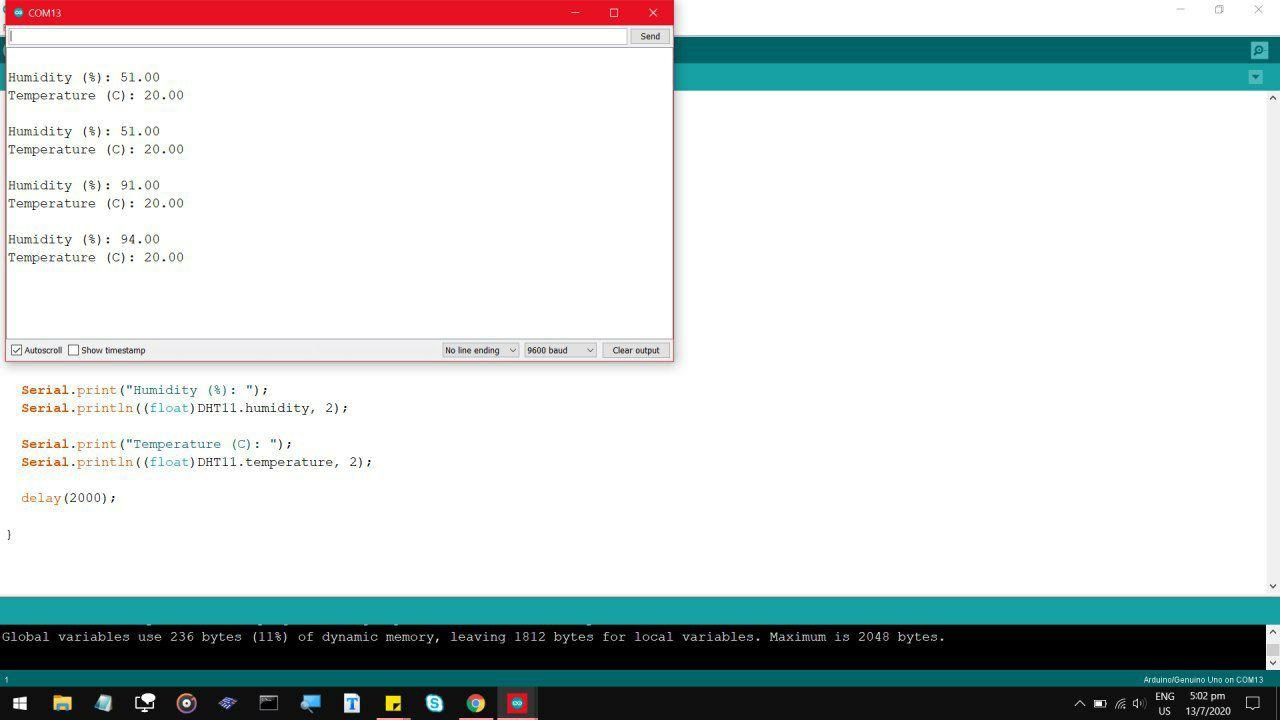 COM13
Send
Humidity (%): 51.00
Temperature (C): 20.00
Humidity (%): 51.00
Temperature (C): 20.00
Humidity (%): 91.00
Temperature (C): 20.00
Humidity (%): 94.00
Temperature (C): 20.00
Autoscroll Show timestamp No line ending 9600 baud Clear output
Serial.print("Humidity (%): ");
Serial.println((float)DHT11.humidity, 2);
Serial.print("Temperature (C): ");
Serial.println((float)DHT11.temperature, 2);
delay(2000);
}
Global variables use 236 bytes (11%) of dynamic memory, leaving 1812 bytes for local variables. Maximum is 2048 bytes.
1 Arduino/Genuino Uno on COM13
ENG 5:02 pm
US 13/7/2020